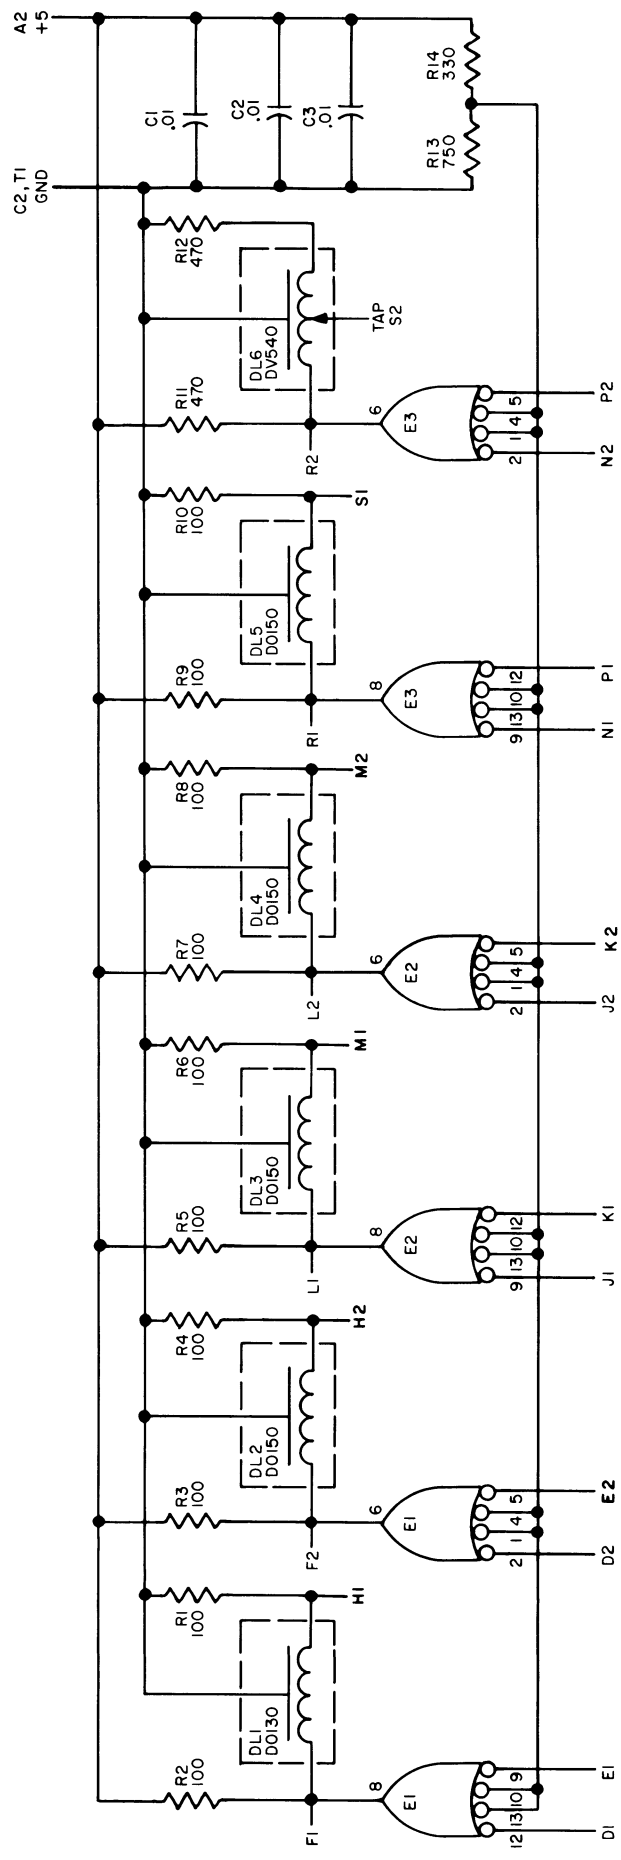 A2
+5
C2,T1
GND
C1
.01
C2
.01
C3
.01
R14
330
R13
750
R12
470
DL6
DV540
TAP
S2
R11
470
R2
6
E3
2
1
4
5
N2
P2
R10
100
S1
DL5
DO150
R9
100
R1
8
E3
9
13
10
12
N1
P1
R8
100
M2
DL4
DO150
R7
100
L2
6
E2
2
1
4
5
J2
K2
R6
100
M1
DL3
DO150
R5
100
L1
8
E2
9
13
10
12
J1
K1
R4
100
H2
DL2
DO150
R3
100
F2
6
E1
2
1
4
5
D2
E2
R1
100
H1
DL1
DO130
R2
100
F1
8
E1
12
13
10
9
D1
E1